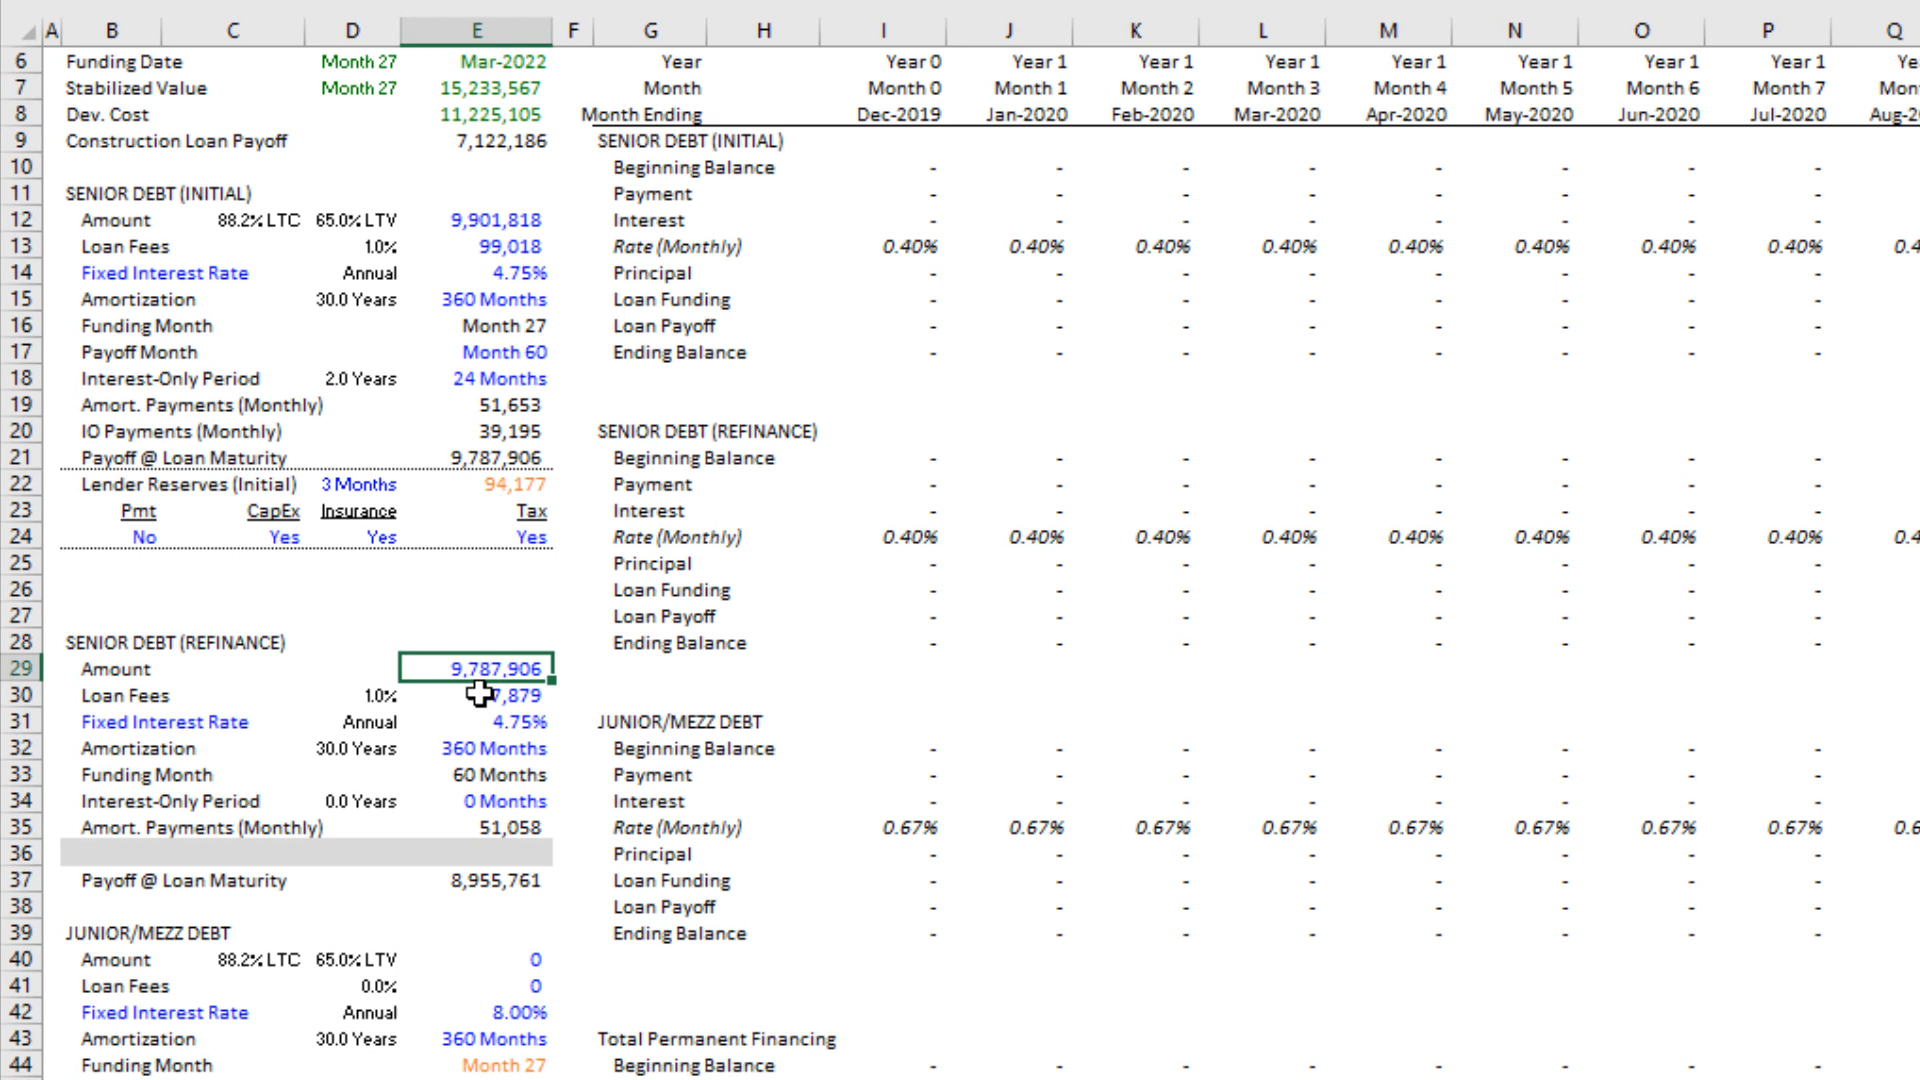 A B C D E F G H I J K L M N O P Q
6 Funding Date Month 27 Mar-2022 Year Year 0 Year 1 Year 1 Year 1 Year 1 Year 1 Year 1 Year 1 Ye
7 Stabilized Value Month 27 15,233,567 Month Month 0 Month 1 Month 2 Month 3 Month 4 Month 5 Month 6 Month 7 Mon
8 Dev. Cost 11,225,105 Month Ending Dec-2019 Jan-2020 Feb-2020 Mar-2020 Apr-2020 May-2020 Jun-2020 Jul-2020 Aug-2
9 Construction Loan Payoff 7,122,186 SENIOR DEBT (INITIAL)
10 Beginning Balance - - - - - - - -
11 SENIOR DEBT (INITIAL) Payment - - - - - - - -
12 Amount 88.2% LTC 65.0% LTV 9,901,818 Interest - - - - - - - -
13 Loan Fees 1.0% 99,018 Rate (Monthly) 0.40% 0.40% 0.40% 0.40% 0.40% 0.40% 0.40% 0.40% 0.4
14 Fixed Interest Rate Annual 4.75% Principal - - - - - - - -
15 Amortization 30.0 Years 360 Months Loan Funding - - - - - - - -
16 Funding Month Month 27 Loan Payoff - - - - - - - -
17 Payoff Month Month 60 Ending Balance - - - - - - - -
18 Interest-Only Period 2.0 Years 24 Months
19 Amort. Payments (Monthly) 51,653
20 IO Payments (Monthly) 39,195 SENIOR DEBT (REFINANCE)
21 Payoff @ Loan Maturity 9,787,906 Beginning Balance - - - - - - - -
22 Lender Reserves (Initial) 3 Months 94,177 Payment - - - - - - - -
23 Pmt CapEx Insurance Tax Interest - - - - - - - -
24 No Yes Yes Yes Rate (Monthly) 0.40% 0.40% 0.40% 0.40% 0.40% 0.40% 0.40% 0.40% 0.4
25 Principal - - - - - - - -
26 Loan Funding - - - - - - - -
27 Loan Payoff - - - - - - - -
28 SENIOR DEBT (REFINANCE) Ending Balance - - - - - - - -
29 Amount 9,787,906
30 Loan Fees 1.0% 7,879
31 Fixed Interest Rate Annual 4.75% JUNIOR/MEZZ DEBT
32 Amortization 30.0 Years 360 Months Beginning Balance - - - - - - - -
33 Funding Month 60 Months Payment - - - - - - - -
34 Interest-Only Period 0.0 Years 0 Months Interest - - - - - - - -
35 Amort. Payments (Monthly) 51,058 Rate (Monthly) 0.67% 0.67% 0.67% 0.67% 0.67% 0.67% 0.67% 0.67% 0.6
36 Principal - - - - - - - -
37 Payoff @ Loan Maturity 8,955,761 Loan Funding - - - - - - - -
38 Loan Payoff - - - - - - - -
39 JUNIOR/MEZZ DEBT Ending Balance - - - - - - - -
40 Amount 88.2% LTC 65.0% LTV 0
41 Loan Fees 0.0% 0
42 Fixed Interest Rate Annual 8.00%
43 Amortization 30.0 Years 360 Months Total Permanent Financing
44 Funding Month Month 27 Beginning Balance - - - - - - - -